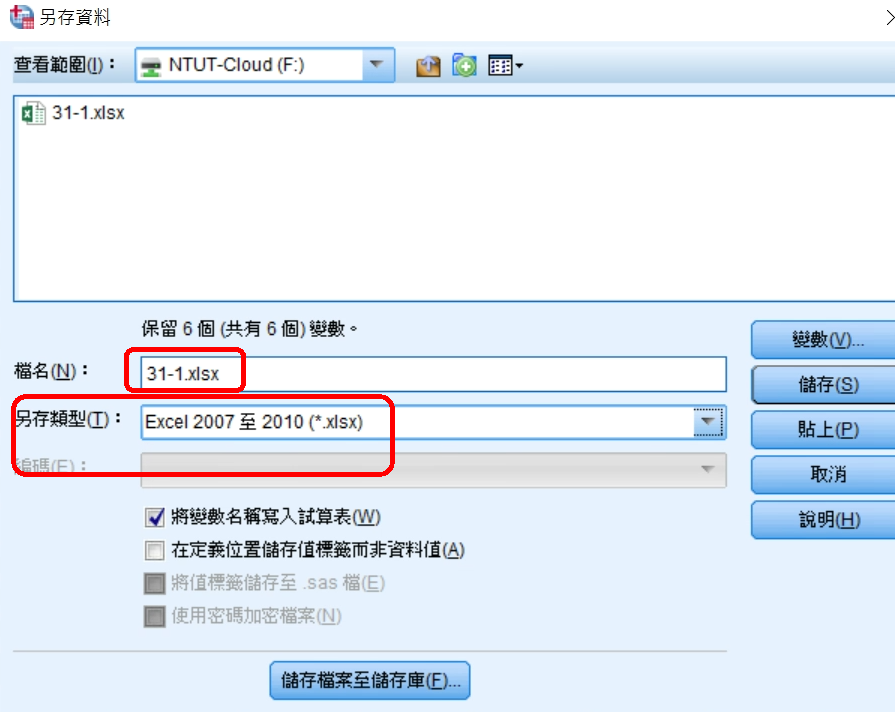 另存資料
查看範圍(I)：
NTUT-Cloud (F:)
31-1.xlsx
保留 6 個 (共有 6 個) 變數。
檔名(N)：
31-1.xlsx
另存類型(T)：
Excel 2007 至 2010 (*.xlsx)
編碼(E)：
將變數名稱寫入試算表(W)
在定義位置儲存值標籤而非資料值(A)
將值標籤儲存至 .sas 檔(E)
使用密碼加密檔案(N)
變數(V)...
儲存(S)
貼上(P)
取消
說明(H)
儲存檔案至儲存庫(F)...